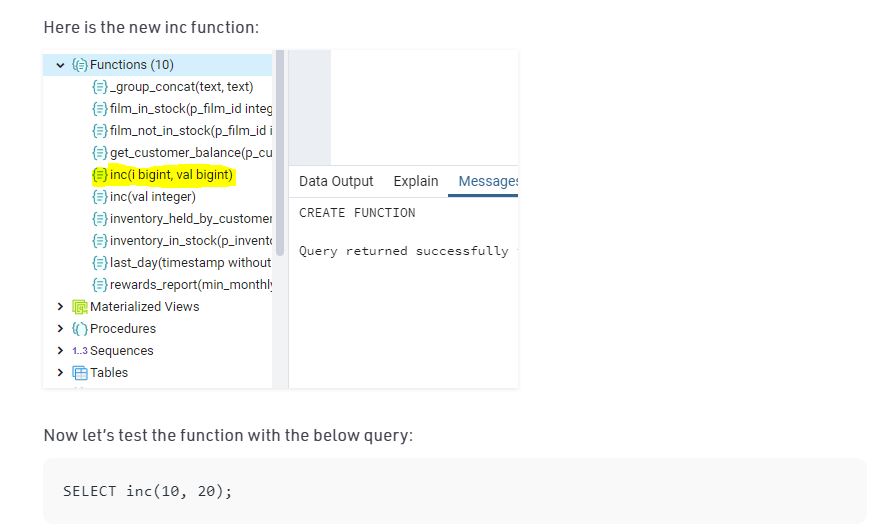 Here is the new inc function:
Functions (10)
_group_concat(text, text)
film_in_stock(p_film_id integ
film_not_in_stock(p_film_id i
get_customer_balance(p_cu
inc(i bigint, val bigint)
inc(val integer)
inventory_held_by_customer
inventory_in_stock(p_invento
last_day(timestamp without
rewards_report(min_monthly
Materialized Views
Procedures
1..3 Sequences
Tables
Data Output Explain Messages
CREATE FUNCTION
Query returned successfully
Now let's test the function with the below query:
SELECT inc(10, 20);